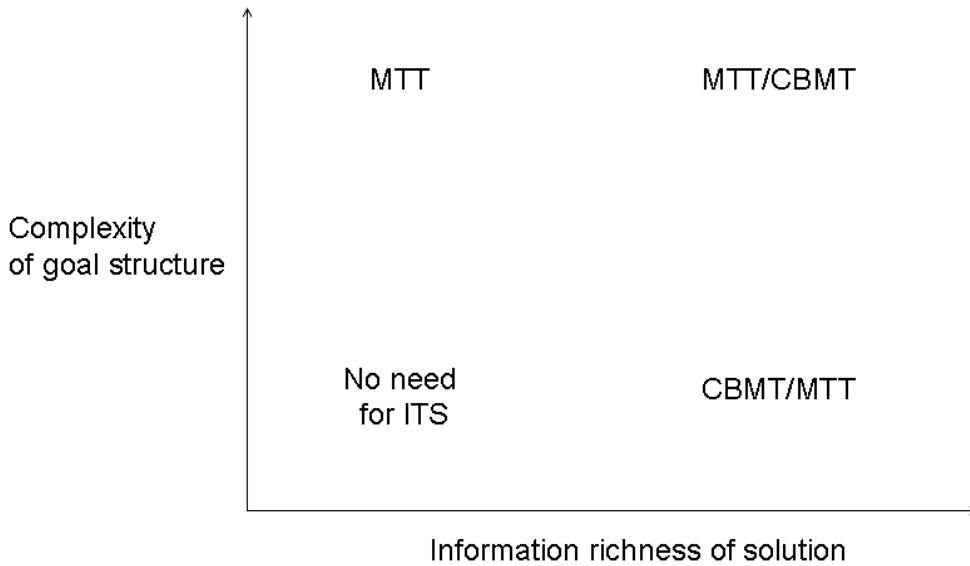 MTT
MTT/CBMT
Complexity
of goal structure
No need
for ITS
CBMT/MTT
Information richness of solution